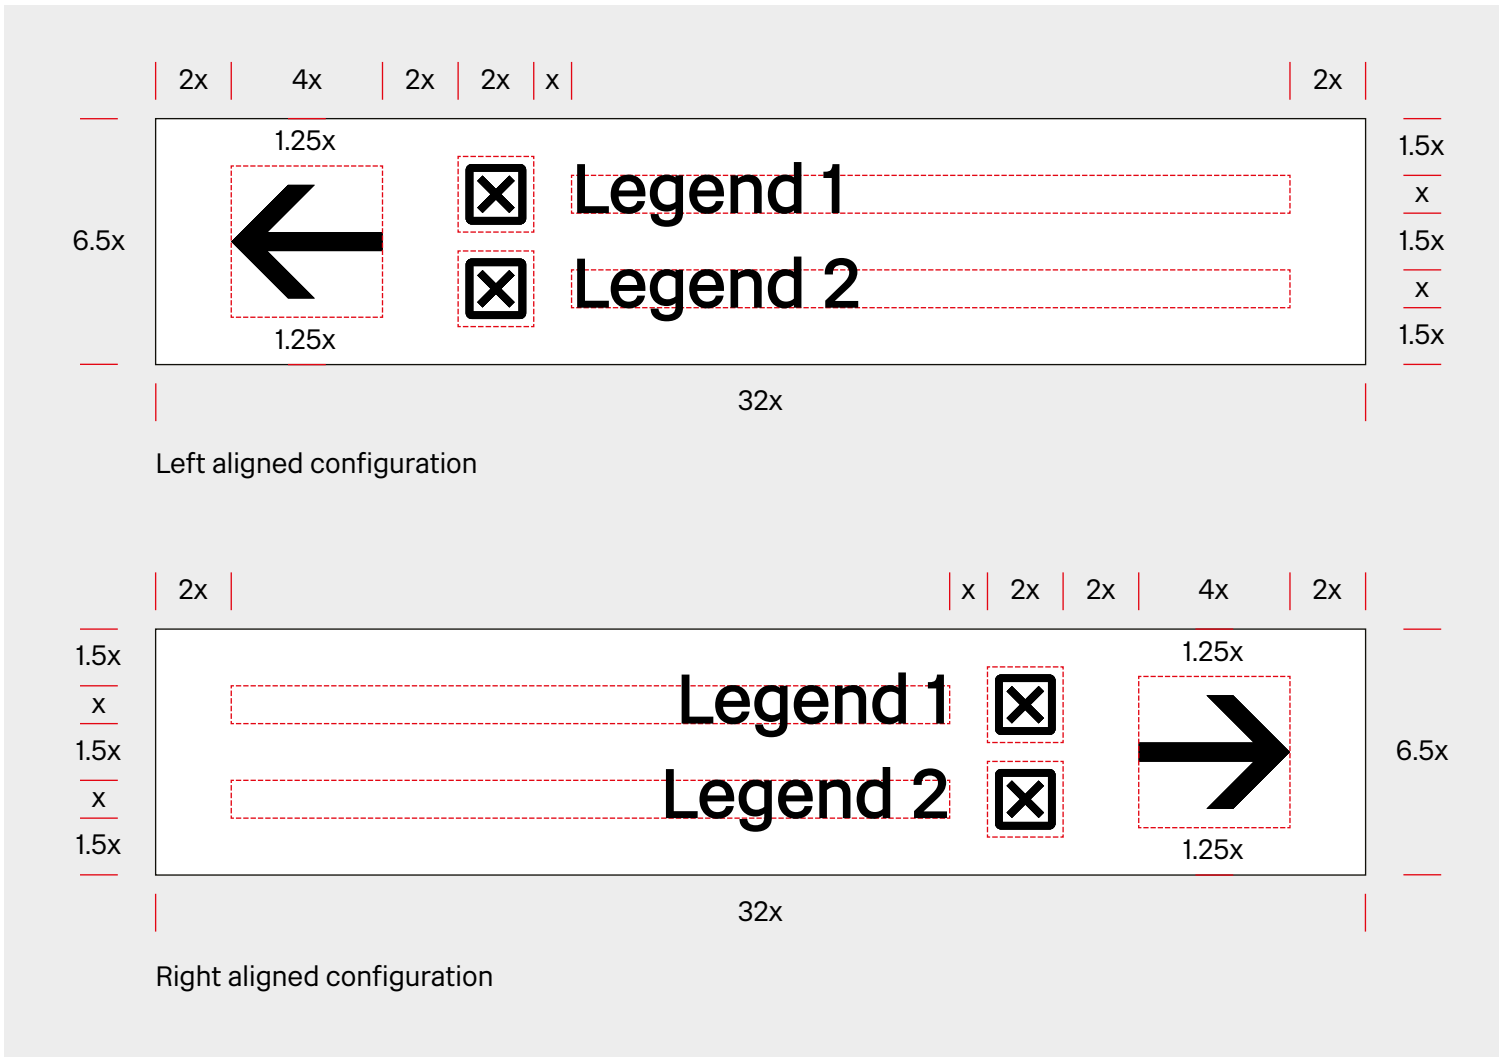 2x 4x 2x 2x x 2x
1.25x
1.5x
Legend 1
x
6.5x
1.5x
Legend 2
x
1.25x
1.5x
32x
Left aligned configuration
2x x 2x 2x 4x 2x
1.5x
1.25x
x
Legend 1
1.5x
6.5x
x
Legend 2
1.5x
1.25x
32x
Right aligned configuration